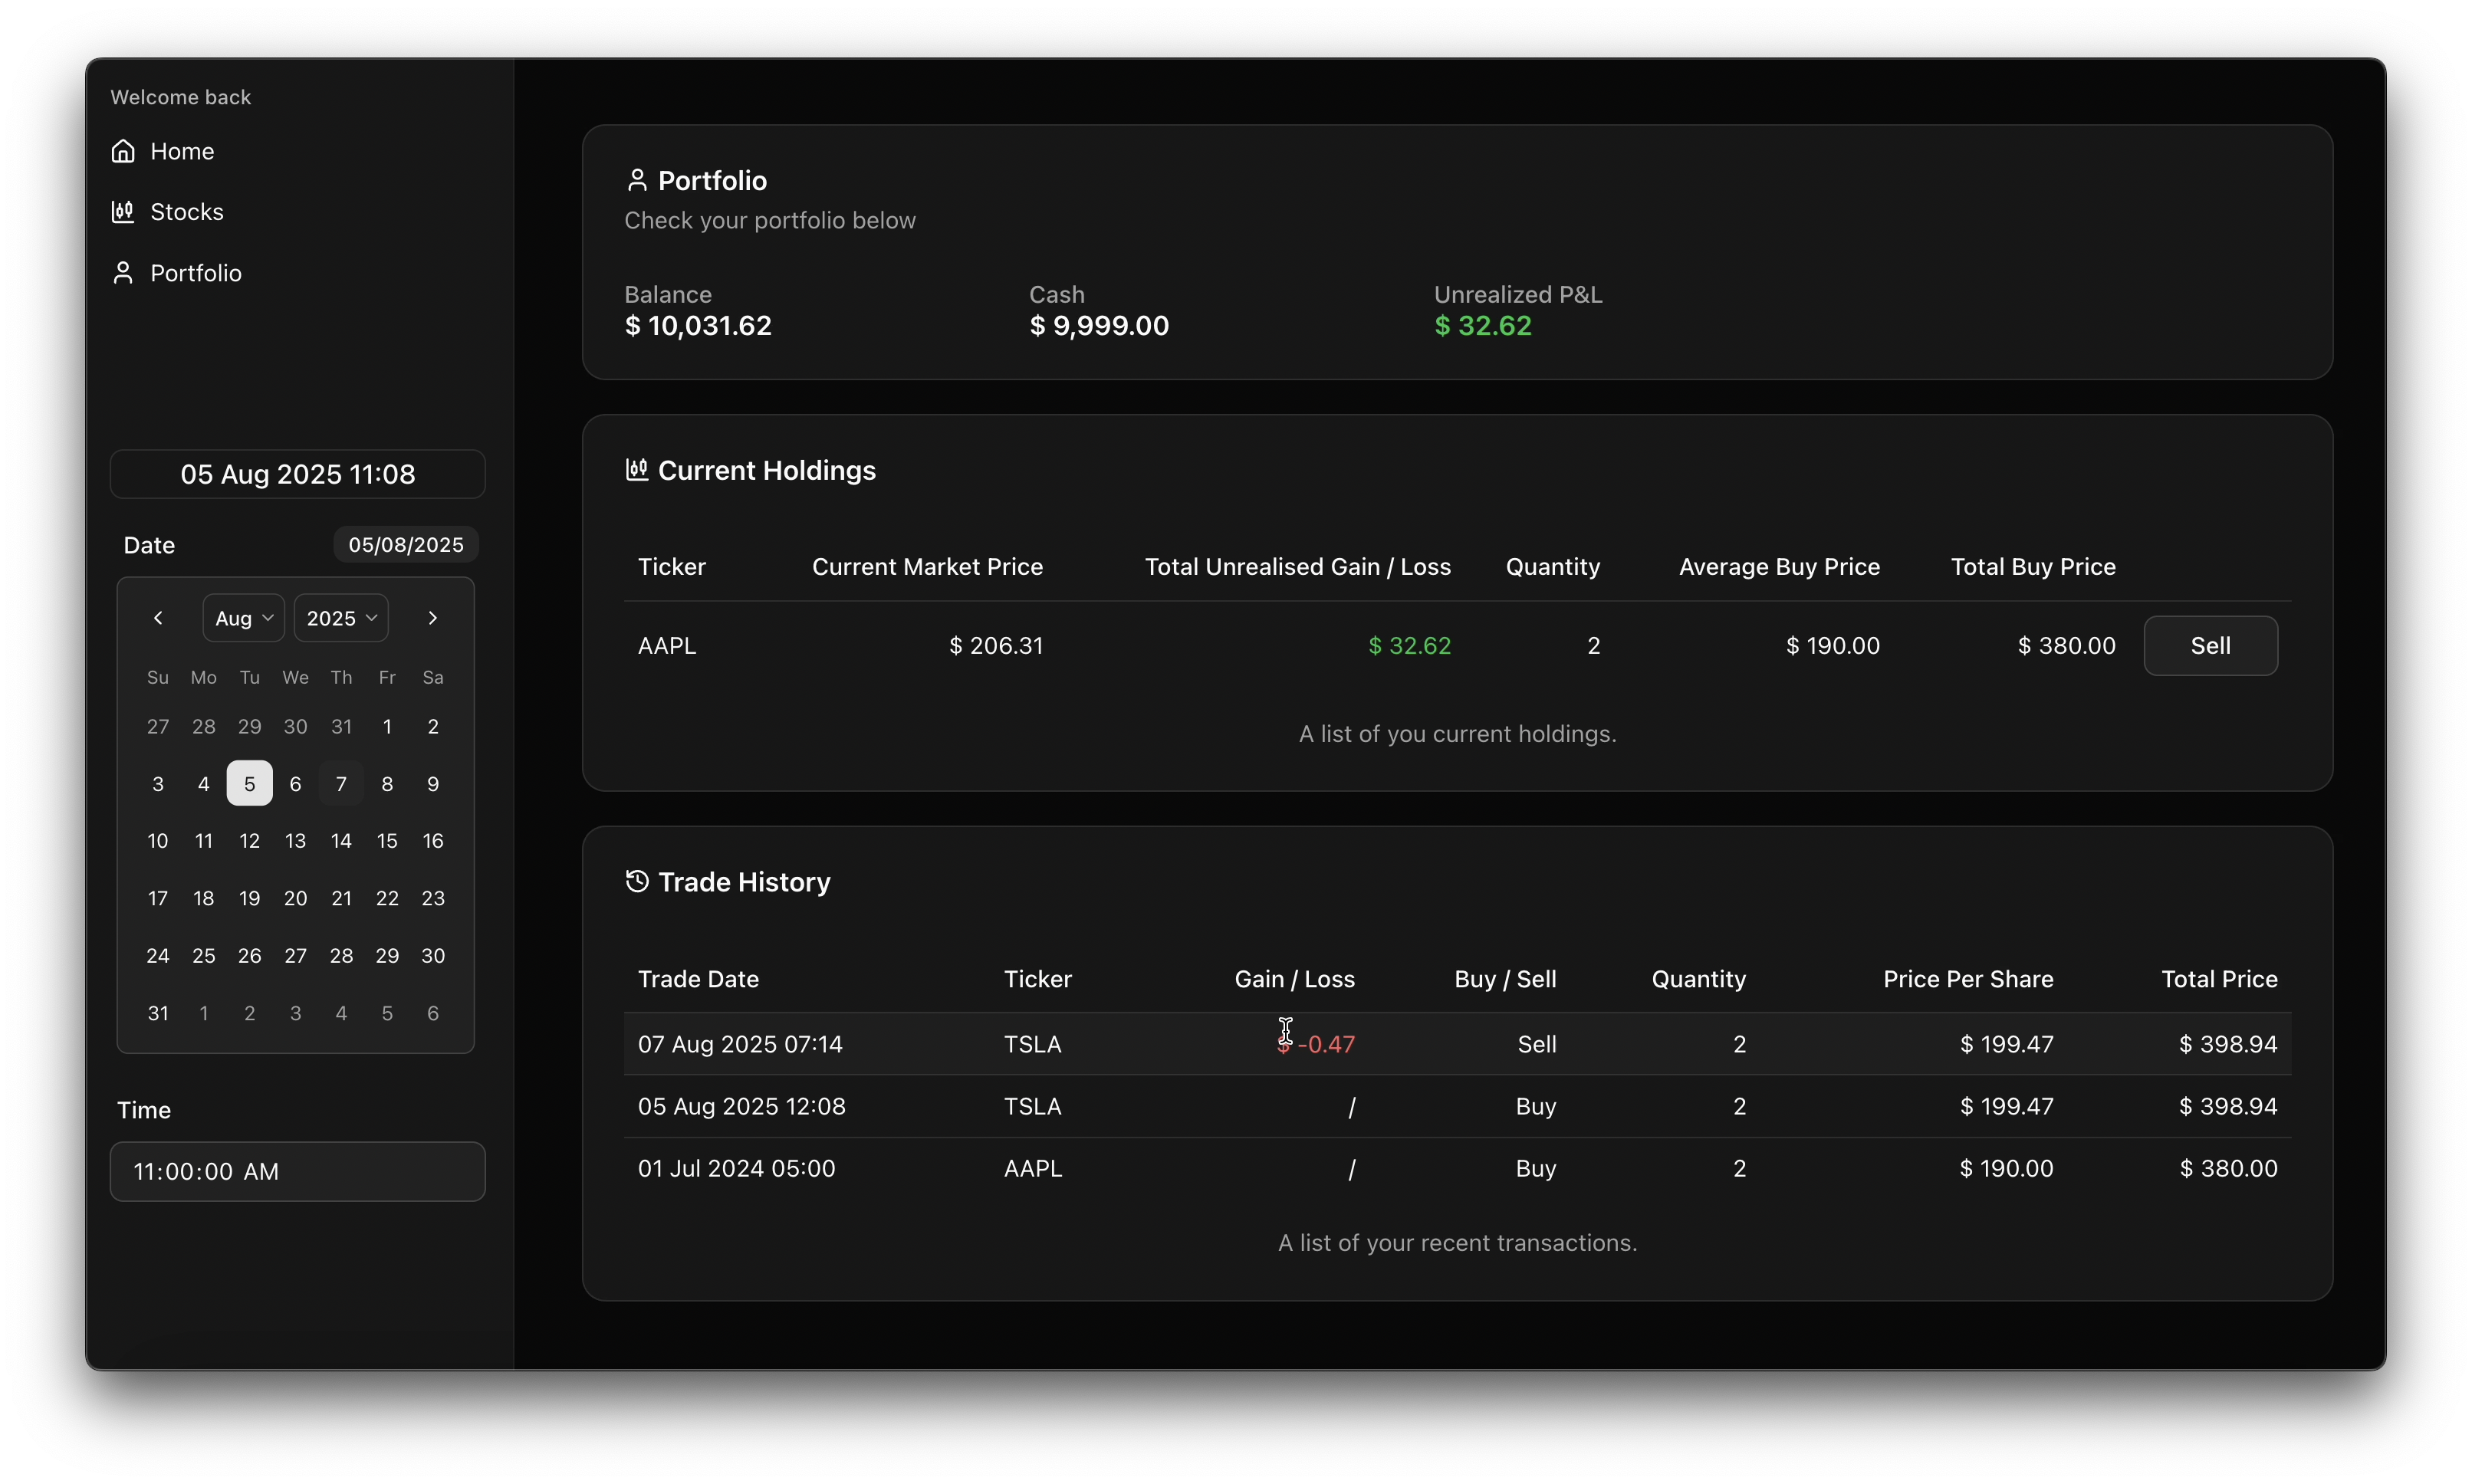 Welcome back
Home
Stocks
Portfolio
05 Aug 2025 11:08
Date 05/08/2025
Aug 2025
Su Mo Tu We Th Fr Sa
27 28 29 30 31 1 2
3 4 5 6 7 8 9
10 11 12 13 14 15 16
17 18 19 20 21 22 23
24 25 26 27 28 29 30
31 1 2 3 4 5 6
Time
11:00:00 AM
Portfolio
Check your portfolio below
Balance Cash Unrealized P&L
$ 10,031.62 $ 9,999.00 $ 32.62
Current Holdings
Ticker Current Market Price Total Unrealised Gain / Loss Quantity Average Buy Price Total Buy Price
AAPL $ 206.31 $ 32.62 2 $ 190.00 $ 380.00 Sell
A list of you current holdings.
Trade History
Trade Date Ticker Gain / Loss Buy / Sell Quantity Price Per Share Total Price
07 Aug 2025 07:14 TSLA $ -0.47 Sell 2 $ 199.47 $ 398.94
05 Aug 2025 12:08 TSLA / Buy 2 $ 199.47 $ 398.94
01 Jul 2024 05:00 AAPL / Buy 2 $ 190.00 $ 380.00
A list of your recent transactions.